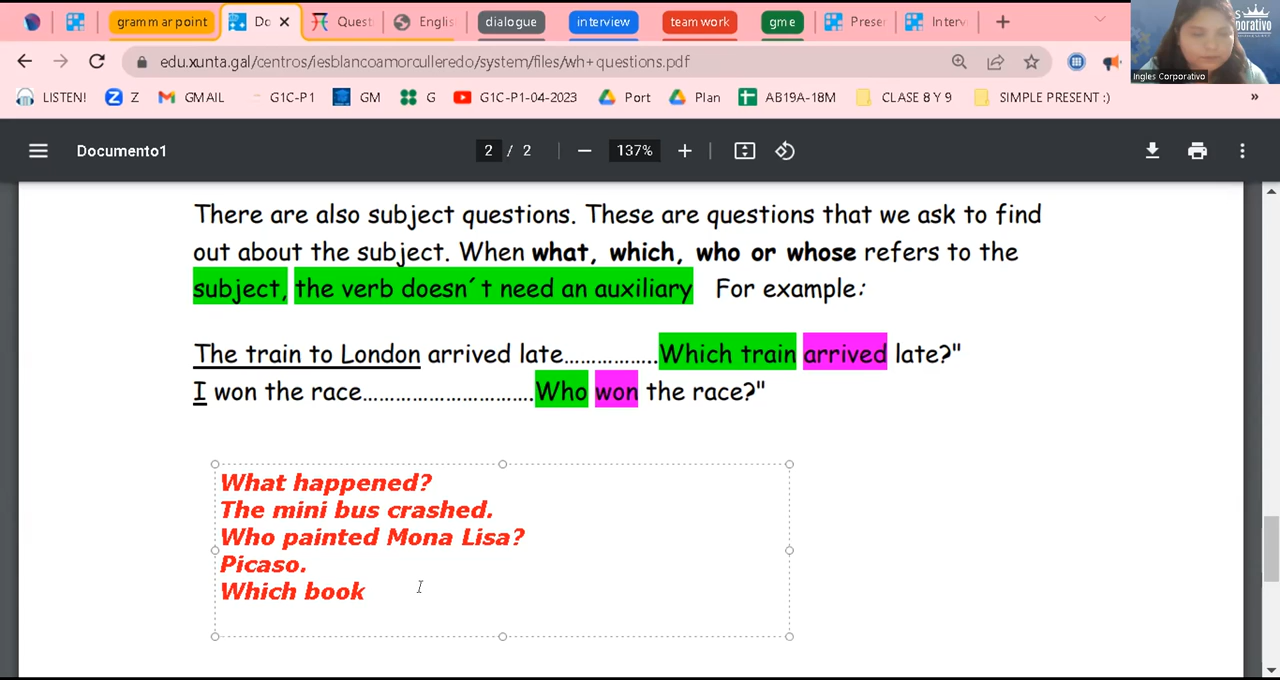 grammar point
Do
Questi
Englis
dialogue
interview
team work
gme
Presen
Interv
edu.xunta.gal/centros/iesblancoamorculleredo/system/files/wh+questions.pdf
Ingles Corporativo
LISTEN!
Z
GMAIL
G1C-P1
GM
G
G1C-P1-04-2023
Port
Plan
AB19A-18M
CLASE 8 Y 9
SIMPLE PRESENT :)
»
Documento1
2 / 2
137%
There are also subject questions. These are questions that we ask to find
out about the subject. When what, which, who or whose refers to the
subject, the verb doesn´t need an auxiliary For example:
The train to London arrived late……………..Which train arrived late?"
I won the race………………………….Who won the race?"
What happened?
The mini bus crashed.
Who painted Mona Lisa?
Picaso.
Which book